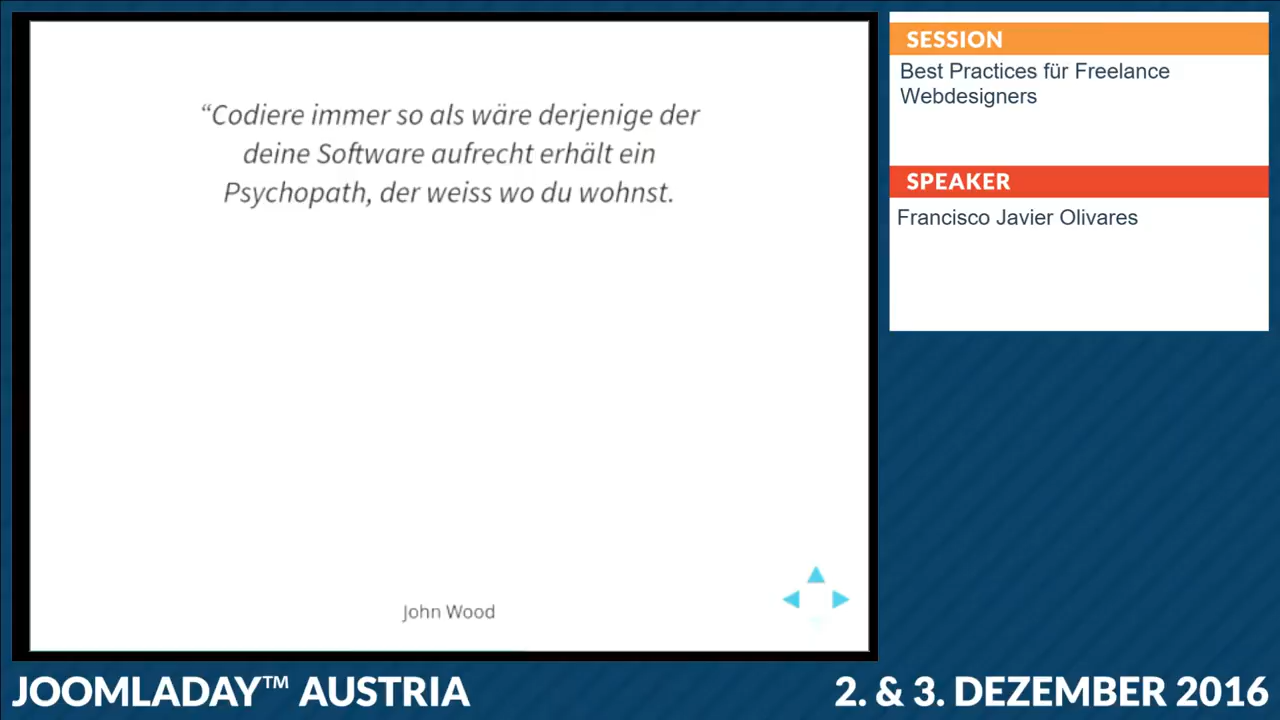 “Codiere immer so als wäre derjenige der
deine Software aufrecht erhält ein
Psychopath, der weiss wo du wohnst.
John Wood
SESSION
Best Practices für Freelance
Webdesigners
SPEAKER
Francisco Javier Olivares
JOOMLADAY™ AUSTRIA
2. & 3. DEZEMBER 2016